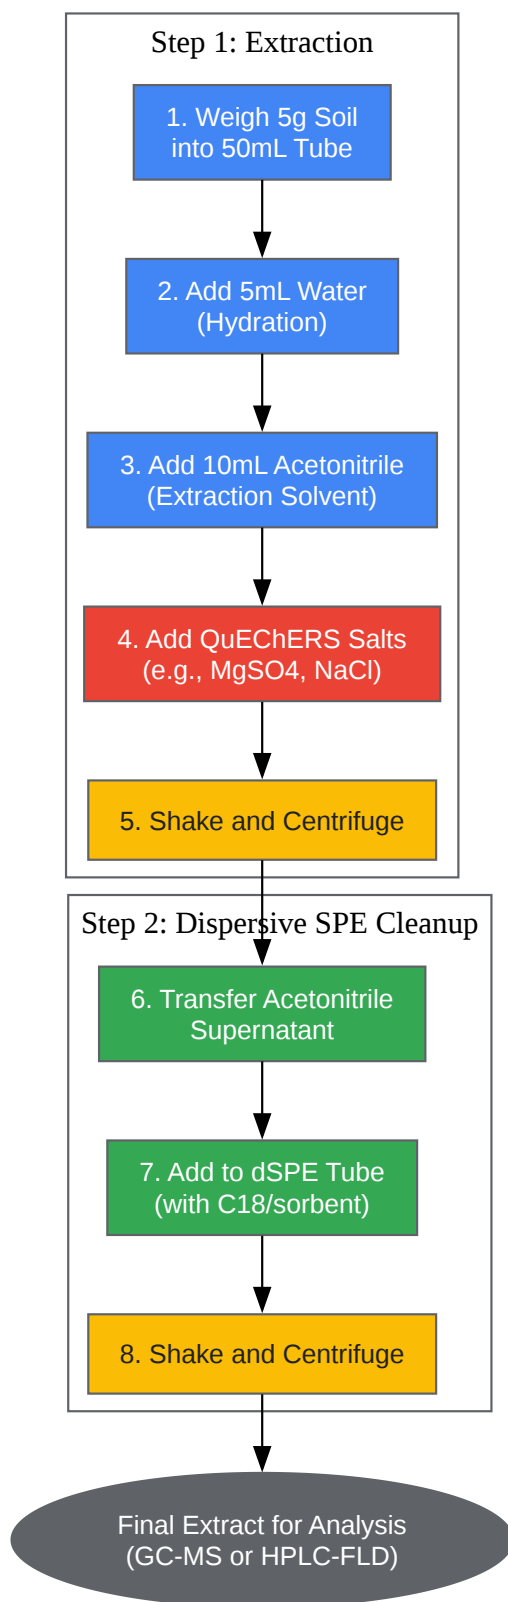 Step 1: Extraction
1. Weigh 5g Soil
into 50mL Tube
2. Add 5mL Water
(Hydration)
3. Add 10mL Acetonitrile
(Extraction Solvent)
4. Add QuEChERS Salts
(e.g., MgSO4, NaCl)
5. Shake and Centrifuge
Step 2: Dispersive SPE Cleanup
6. Transfer Acetonitrile
Supernatant
7. Add to dSPE Tube
(with C18/sorbent)
8. Shake and Centrifuge
Final Extract for Analysis
(GC-MS or HPLC-FLD)